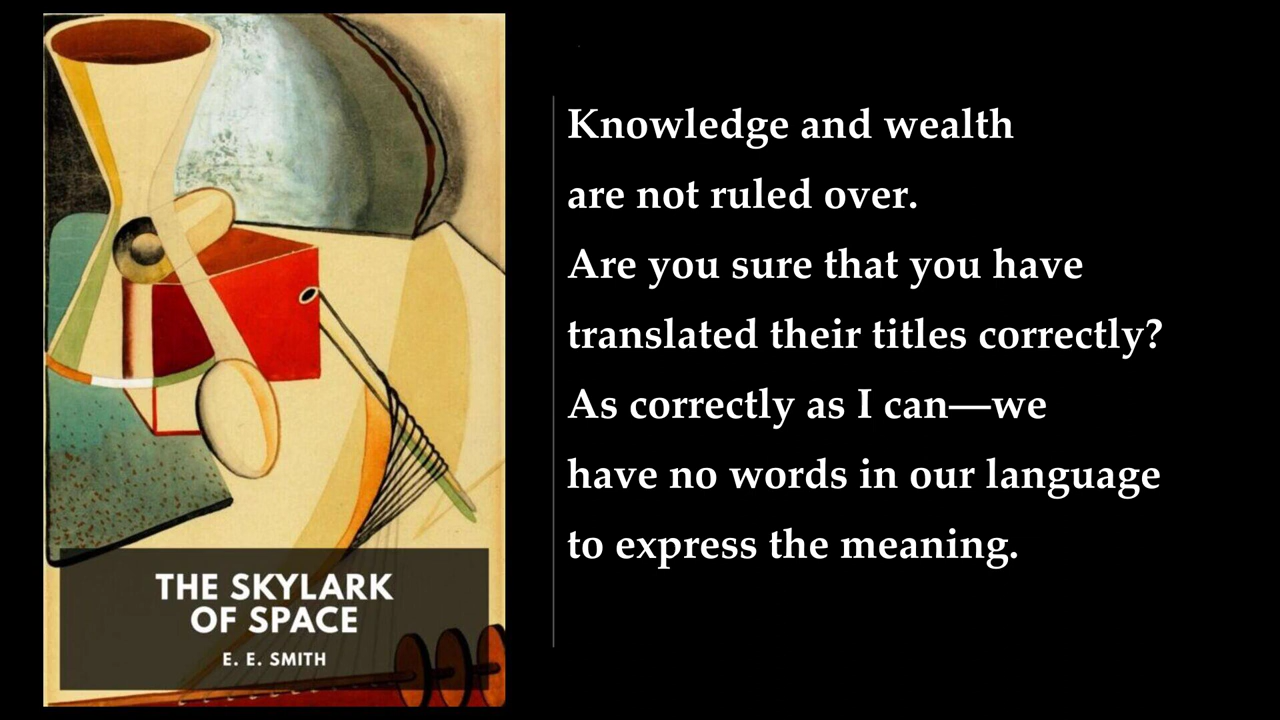 THE SKYLARK
OF SPACE
E. E. SMITH
Knowledge and wealth
are not ruled over.
Are you sure that you have
translated their titles correctly?
As correctly as I can—we
have no words in our language
to express the meaning.